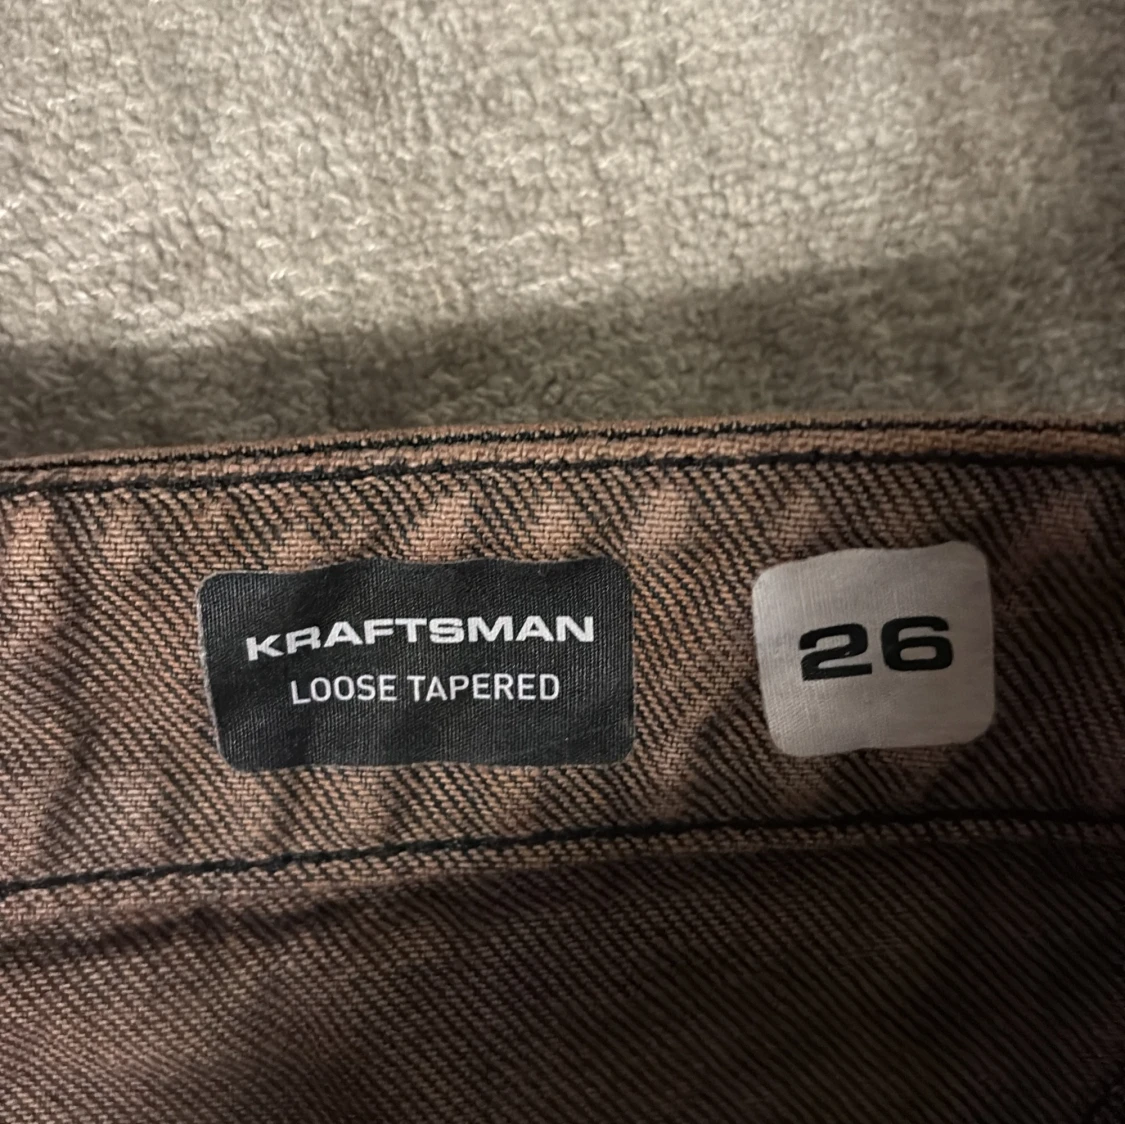 KRAFTSMAN
LOOSE TAPERED
26